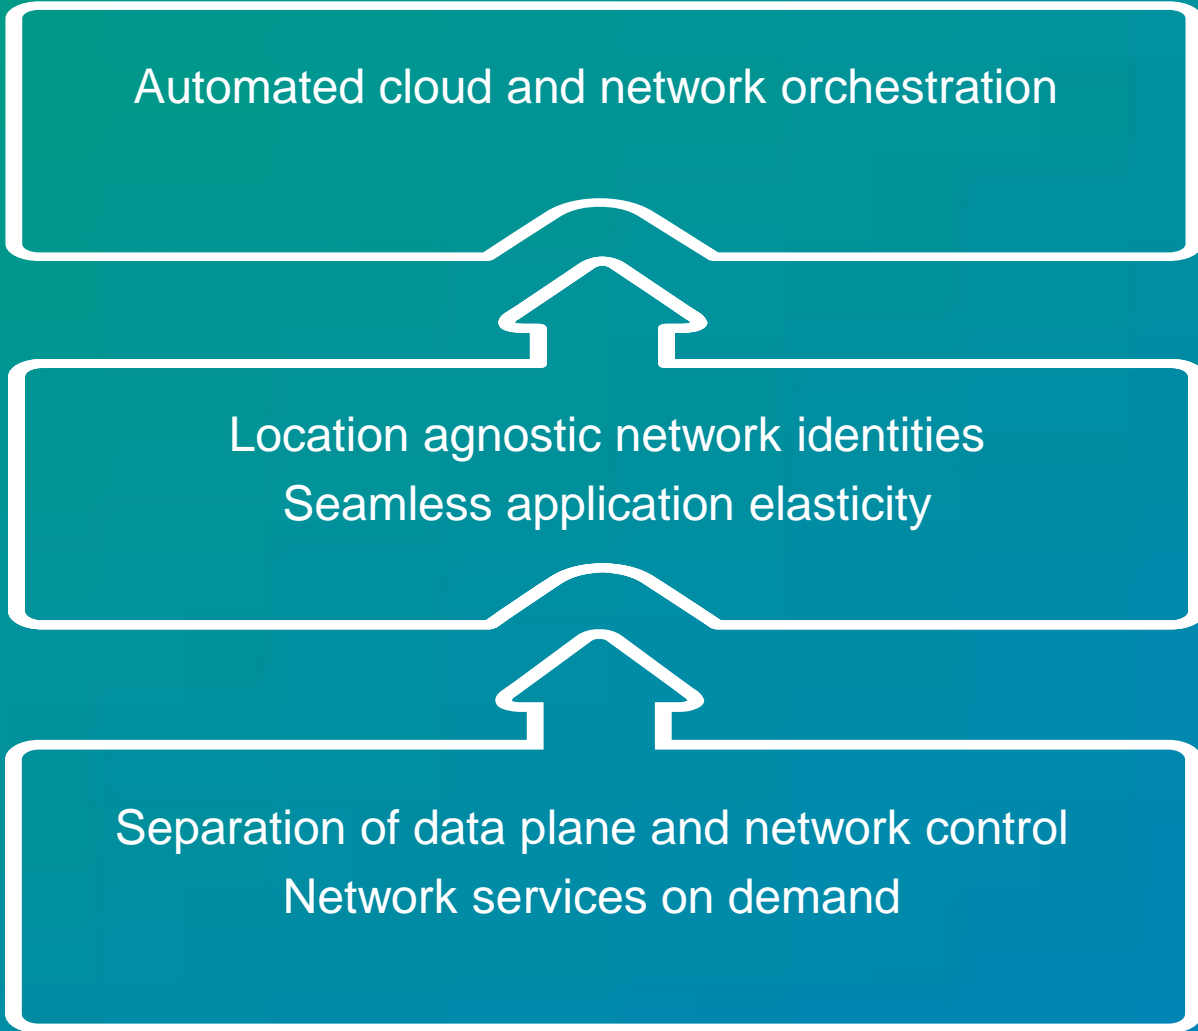 Automated cloud and network orchestration
Location agnostic network identities
Seamless application elasticity
Separation of data plane and network control
Network services on demand